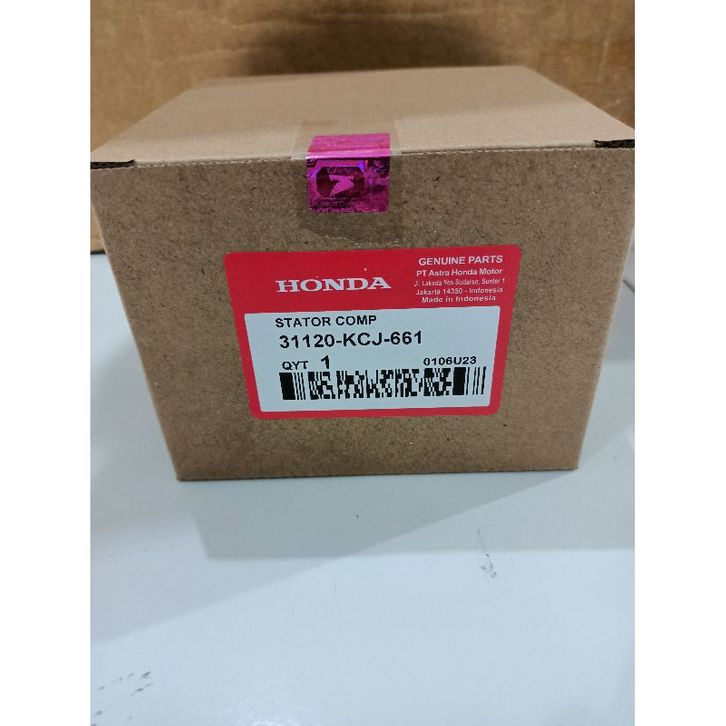 HONDA
GENUINE PARTS
PT Astra Honda Motor
Jl. Laksda Yos Sudarso, Sunter 1
Jakarta 14350 - Indonesia
Made in Indonesia
STATOR COMP
31120-KCJ-661
QYT 1
0106U23